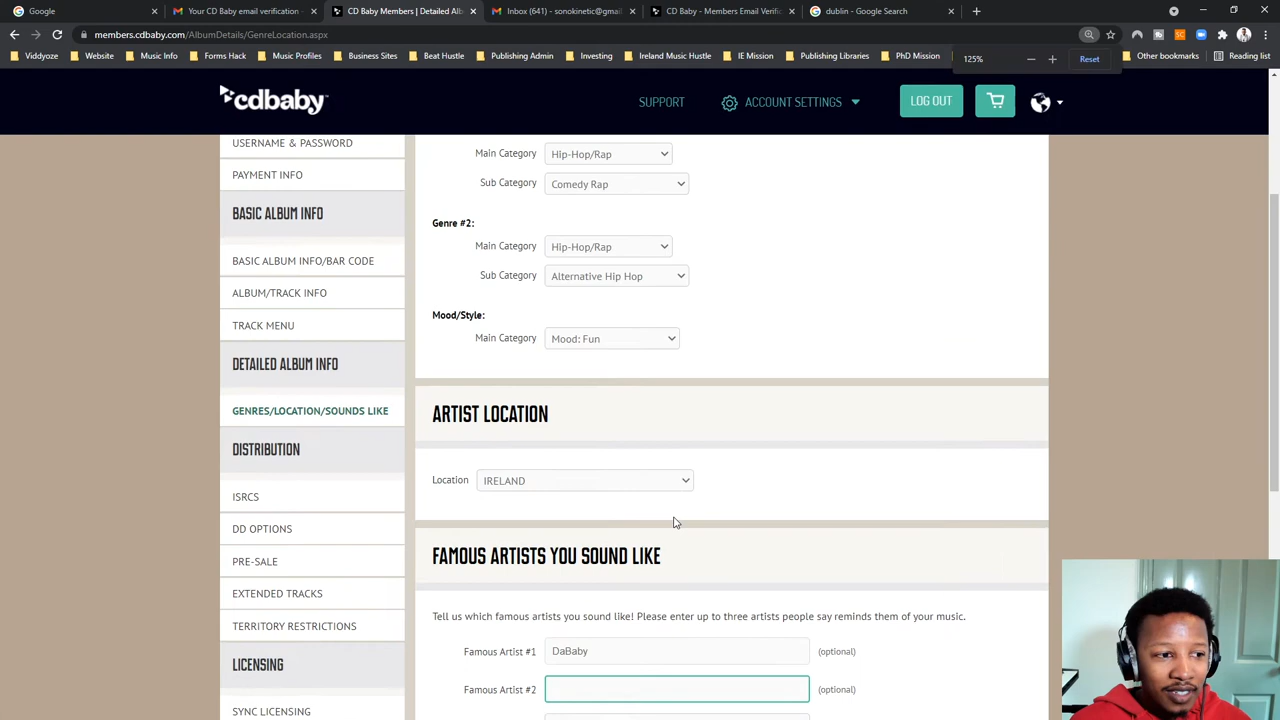 Google
Your CD Baby email verification
CD Baby Members | Detailed Alb
Inbox (641) - sonokinetic@gmail
CD Baby - Members Email Verific
dublin - Google Search
members.cdbaby.com/AlbumDetails/GenreLocation.aspx
Viddyoze
Website
Music Info
Forms Hack
Music Profiles
Business Sites
Beat Hustle
Publishing Admin
Investing
Ireland Music Hustle
IE Mission
Publishing Libraries
PhD Mission
Other bookmarks
Reading list
125%
Reset
cdbaby
SUPPORT
ACCOUNT SETTINGS
LOG OUT
USERNAME & PASSWORD
PAYMENT INFO
BASIC ALBUM INFO
BASIC ALBUM INFO/BAR CODE
ALBUM/TRACK INFO
TRACK MENU
DETAILED ALBUM INFO
GENRES/LOCATION/SOUNDS LIKE
DISTRIBUTION
ISRCS
DD OPTIONS
PRE-SALE
EXTENDED TRACKS
TERRITORY RESTRICTIONS
LICENSING
SYNC LICENSING
Main Category Hip-Hop/Rap
Sub Category Comedy Rap
Genre #2:
Main Category Hip-Hop/Rap
Sub Category Alternative Hip Hop
Mood/Style:
Main Category Mood: Fun
ARTIST LOCATION
Location IRELAND
FAMOUS ARTISTS YOU SOUND LIKE
Tell us which famous artists you sound like! Please enter up to three artists people say reminds them of your music.
Famous Artist #1 DaBaby (optional)
Famous Artist #2 (optional)